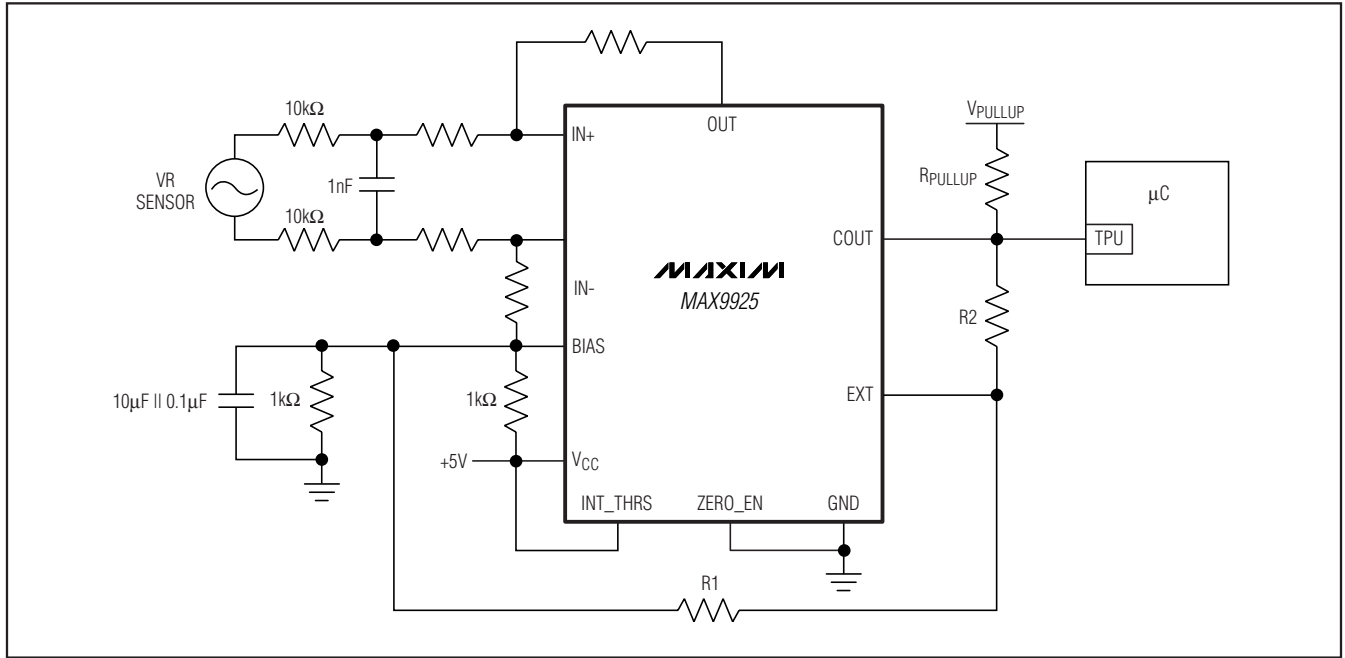 OUT
10kΩ
IN+
VPULLUP
RPULLUP
µC
VR
SENSOR
1nF
10kΩ
COUT
TPU
MAXIM
MAX9925
IN-
R2
BIAS
10µF || 0.1µF
1kΩ
1kΩ
EXT
+5V
VCC
INT_THRS
ZERO_EN
GND
R1